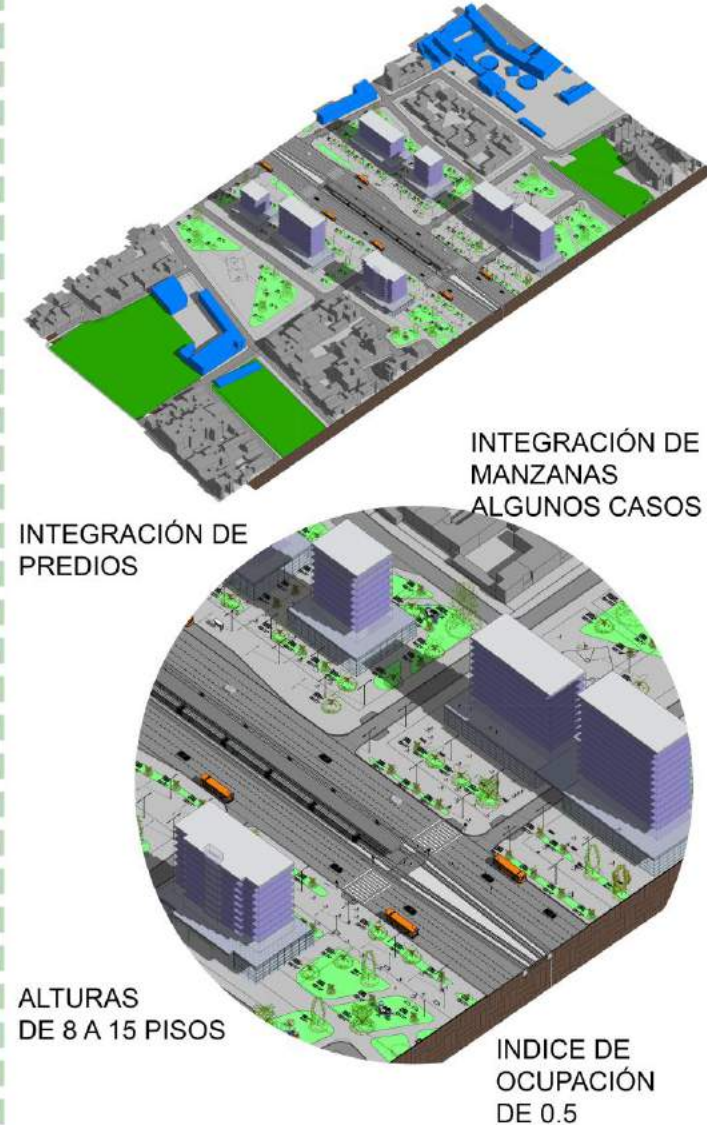 INTEGRACIÓN DE
MANZANAS
ALGUNOS CASOS
INTEGRACIÓN DE
PREDIOS
ALTURAS
DE 8 A 15 PISOS
INDICE DE
OCUPACIÓN
DE 0.5